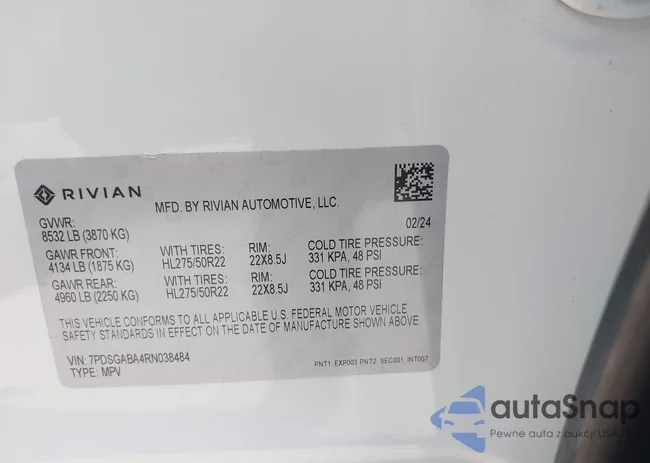 RIVIAN
MFD. BY RIVIAN AUTOMOTIVE, LLC.
GVWR:
8532 LB (3870 KG)
02/24
GAWR FRONT: WITH TIRES: RIM: COLD TIRE PRESSURE:
4134 LB (1875 KG) HL275/50R22 22X8.5J 331 KPA, 48 PSI
GAWR REAR: WITH TIRES: RIM: COLD TIRE PRESSURE:
4960 LB (2250 KG) HL275/50R22 22X8.5J 331 KPA, 48 PSI
THIS VEHICLE CONFORMS TO ALL APPLICABLE U.S. FEDERAL MOTOR VEHICLE
SAFETY STANDARDS IN EFFECT ON THE DATE OF MANUFACTURE SHOWN ABOVE.
VIN: 7PDSGABA4RN038484
TYPE: MPV
PNT1: EXP003 PNT2: SEC001 INT007
autaSnap
Pewne auta z aukcji USA